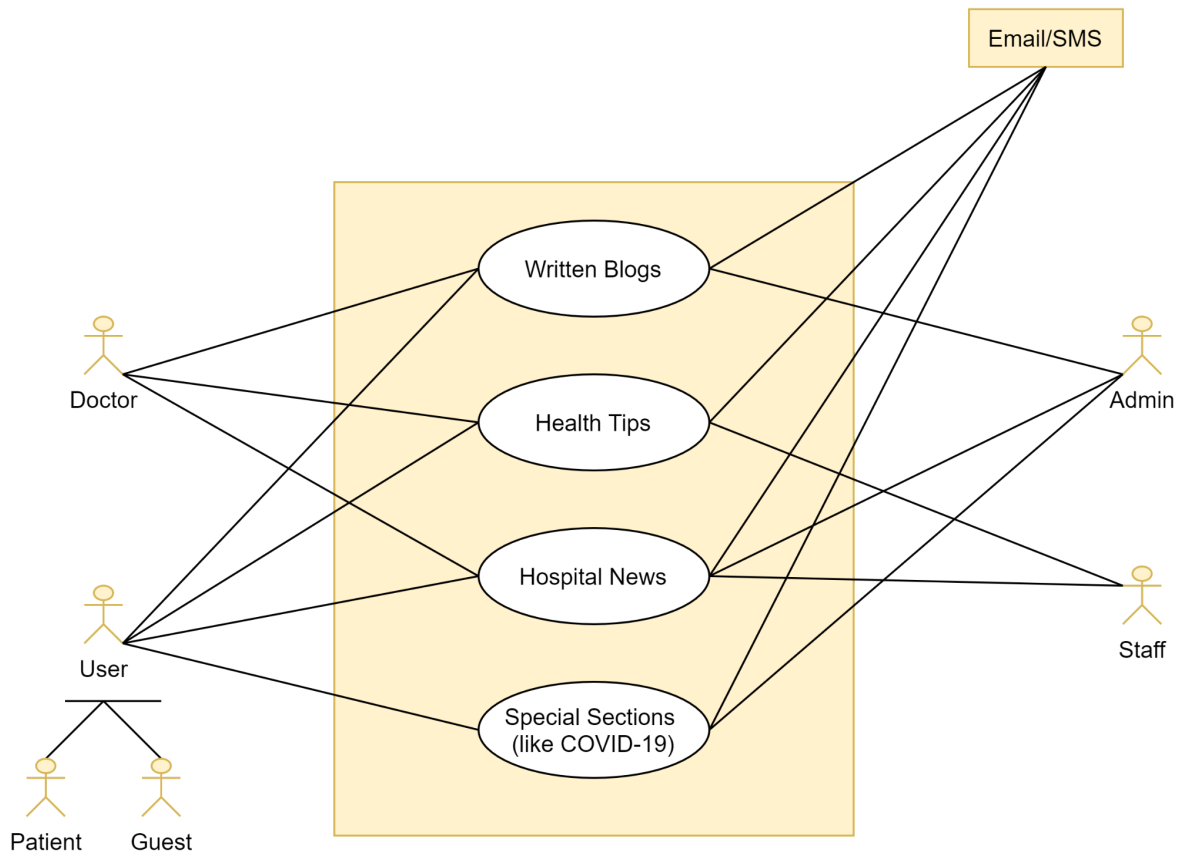 Email/SMS
Written Blogs
Doctor
Health Tips
Admin
Hospital News
User
Staff
Special Sections
(like COVID-19)
Patient
Guest